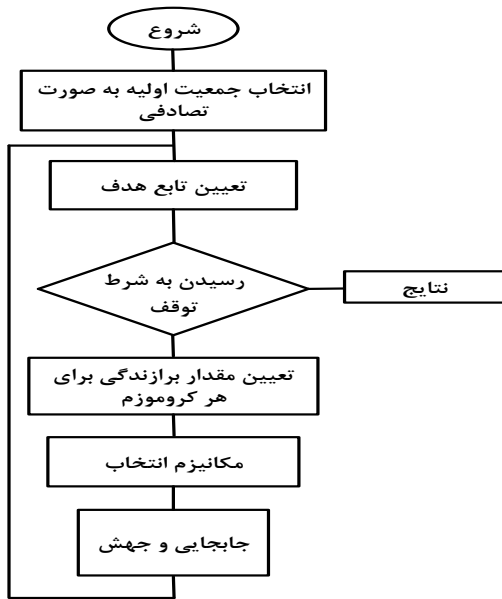 شروع
انتخاب جمعیت اولیه به صورت
تصادفی
تعیین تابع هدف
رسیدن به شرط
توقف
نتایج
تعیین مقدار برازندگی برای
هر کروموزم
مکانیزم انتخاب
جابجایی و جهش